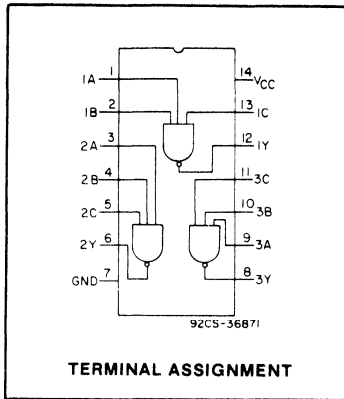 1A 1 14 VCC
1B 2 13 1C
2A 3 12 1Y
2B 4 11 3C
2C 5 10 3B
2Y 6 9 3A
GND 7 8 3Y
92CS-36871
TERMINAL ASSIGNMENT